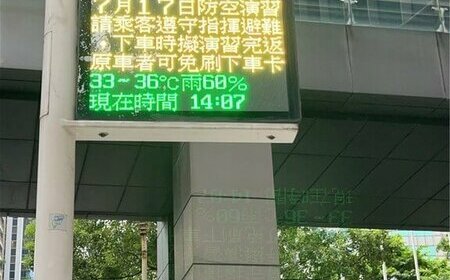 7月17日防空演習
請乘客遵守指揮避難
下車時擬演習完返
原車者可免刷下車卡
33~36℃雨60%
現在時間 14:07